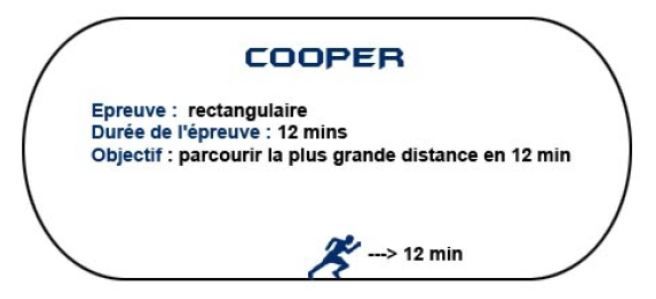 COOPER
Epreuve : rectangulaire
Durée de l'épreuve : 12 mins
Objectif : parcourir la plus grande distance en 12 min
---> 12 min